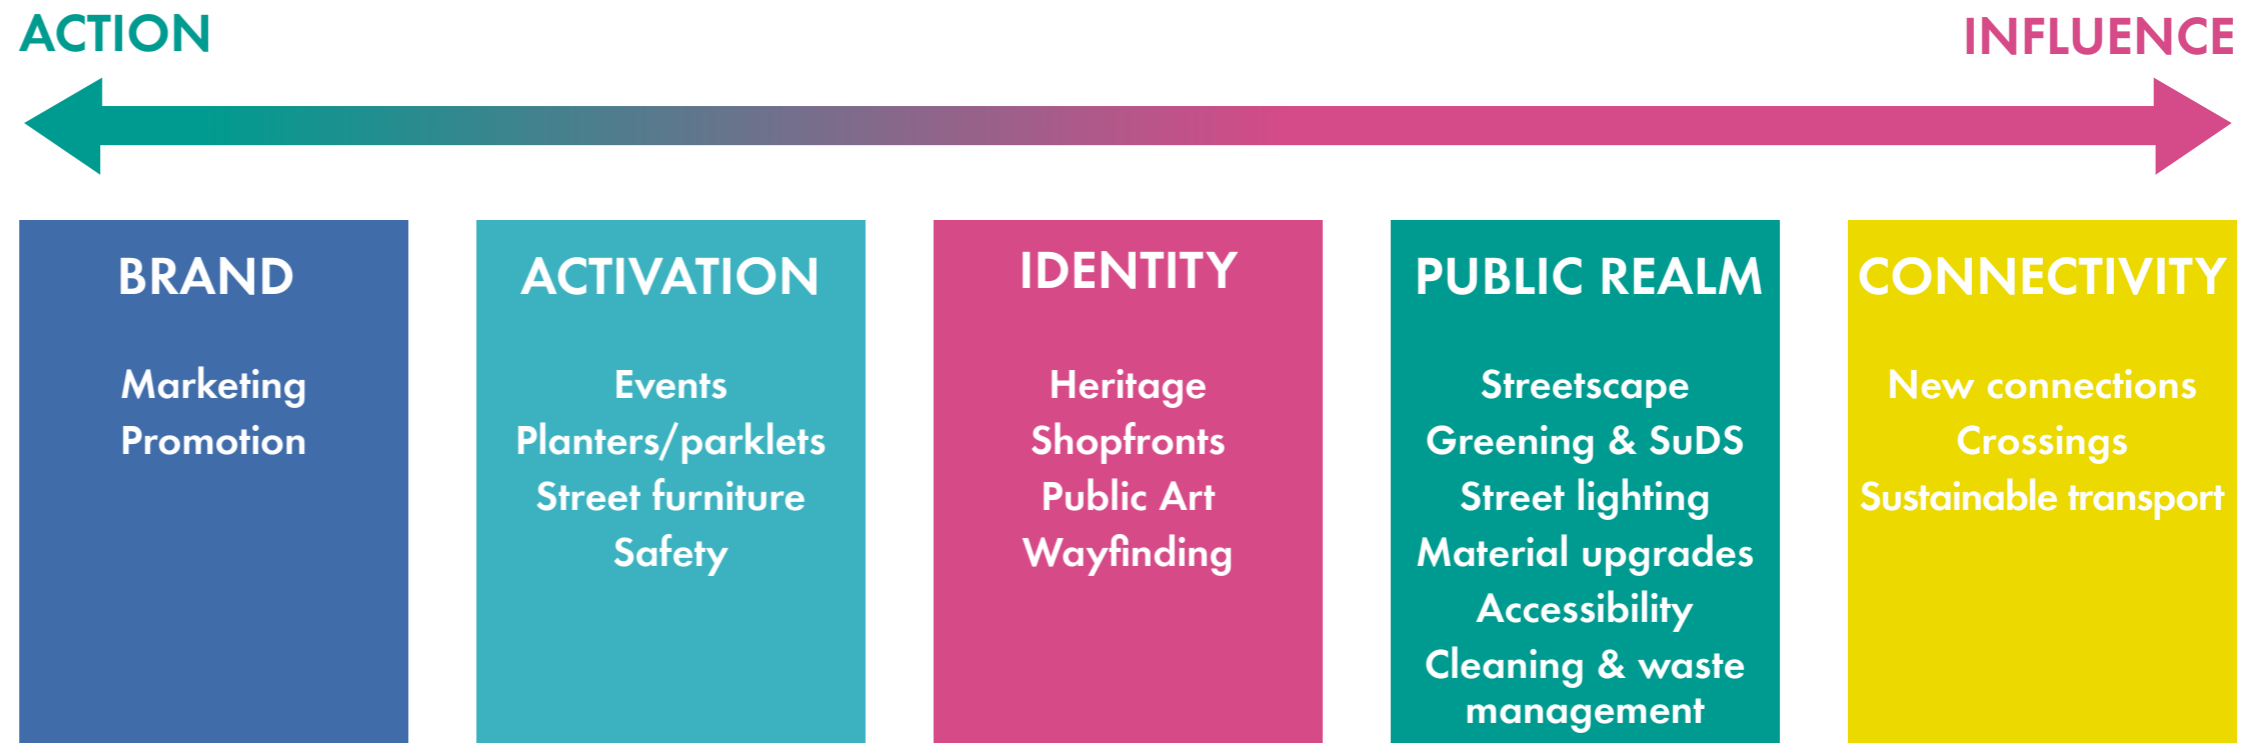 ACTION
INFLUENCE
BRAND
Marketing
Promotion
ACTIVATION
Events
Planters/parklets
Street furniture
Safety
IDENTITY
Heritage
Shopfronts
Public Art
Wayfinding
PUBLIC REALM
Streetscape
Greening & SuDS
Street lighting
Material upgrades
Accessibility
Cleaning & waste
management
CONNECTIVITY
New connections
Crossings
Sustainable transport